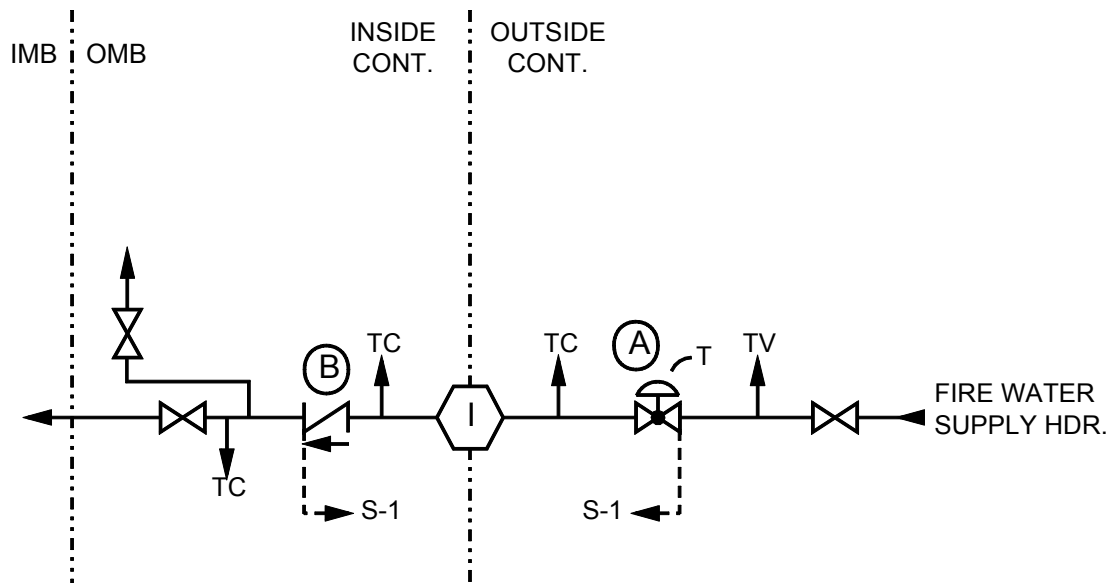 IMB
OMB
INSIDE
CONT.
OUTSIDE
CONT.
B
TC
TC
A
T
TV
I
FIRE WATER
SUPPLY HDR.
TC
S-1
S-1